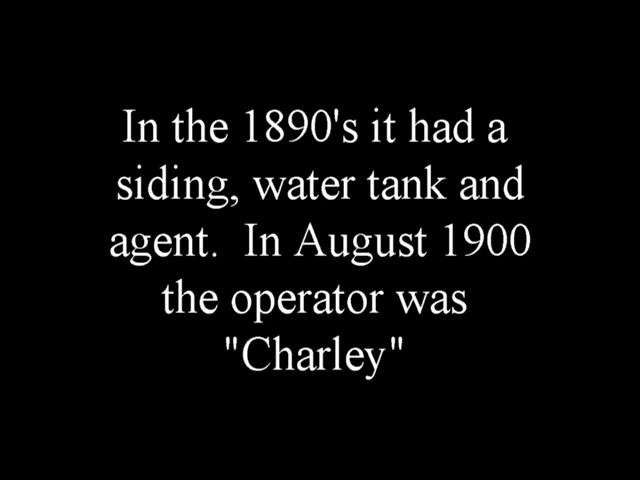 In the 1890's it had a
siding, water tank and
agent.  In August 1900
the operator was
"Charley"